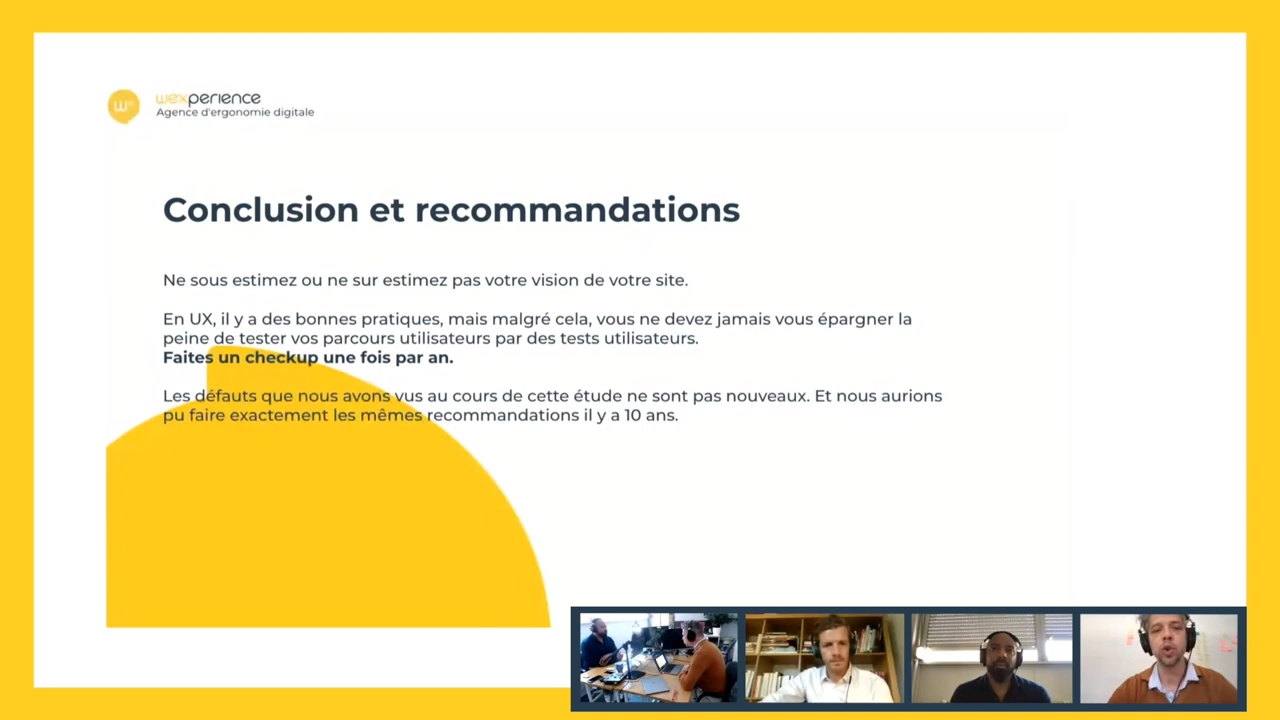 w
wexperience
Agence d'ergonomie digitale
Conclusion et recommandations
Ne sous estimez ou ne sur estimez pas votre vision de votre site.
En UX, il y a des bonnes pratiques, mais malgré cela, vous ne devez jamais vous épargner la
peine de tester vos parcours utilisateurs par des tests utilisateurs.
Faites un checkup une fois par an.
Les défauts que nous avons vus au cours de cette étude ne sont pas nouveaux. Et nous aurions
pu faire exactement les mêmes recommandations il y a 10 ans.